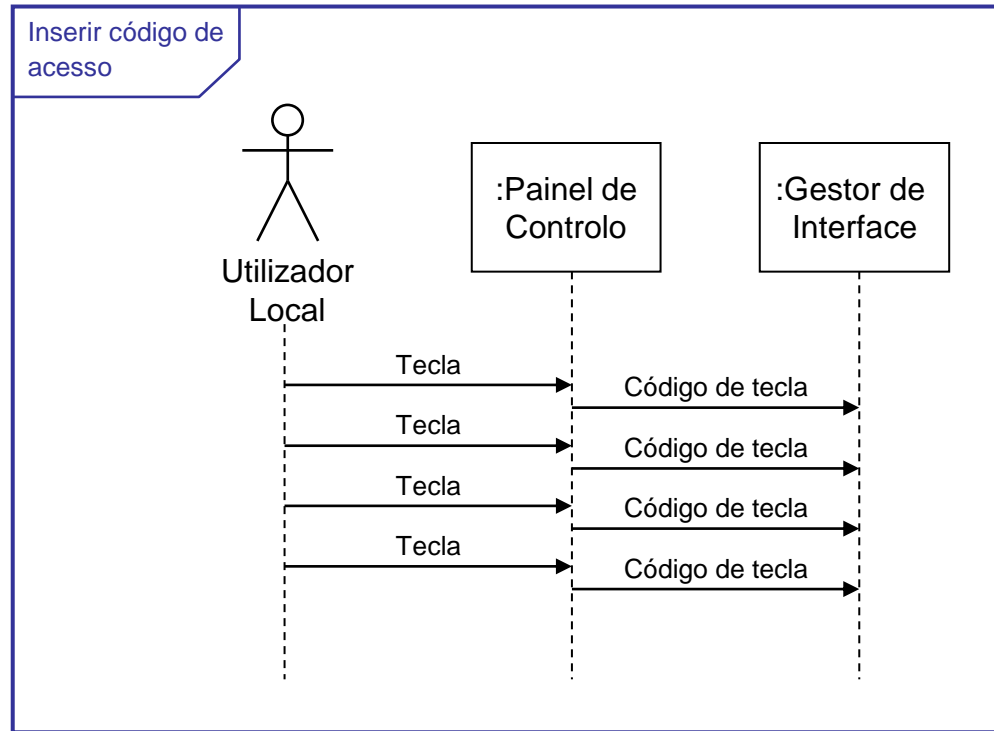 Inserir código de
acesso
:Painel de
Controlo
:Gestor de
Interface
Utilizador
Local
Tecla
Código de tecla
Tecla
Código de tecla
Tecla
Código de tecla
Tecla
Código de tecla